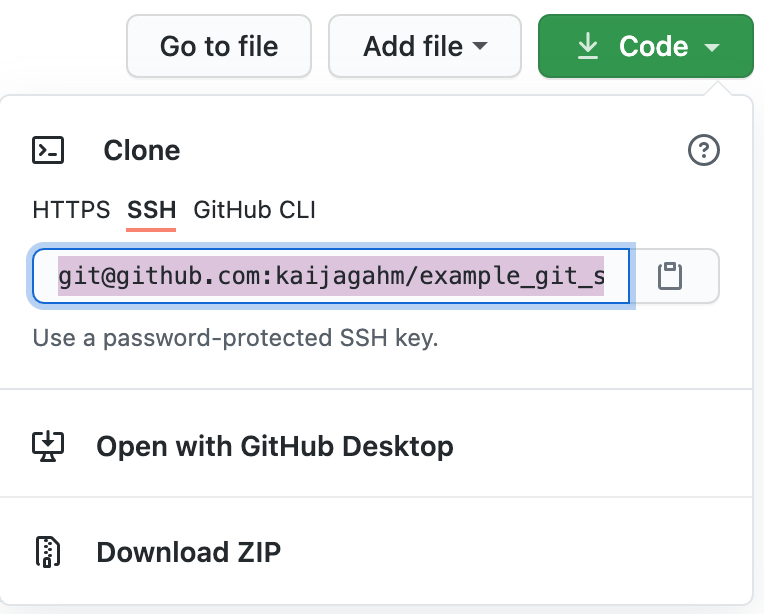 Go to file Add file Code
Clone
HTTPS SSH GitHub CLI
git@github.com:kaijagahm/example_git_s
Use a password-protected SSH key.
Open with GitHub Desktop
Download ZIP